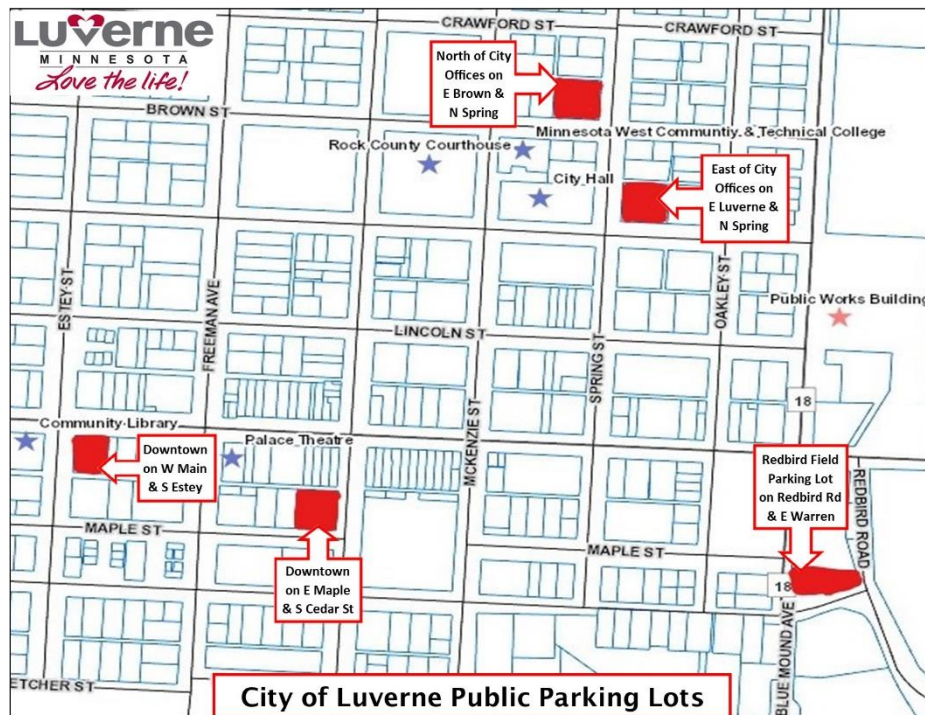 Luverne
MINNESOTA
Love the life!
CRAWFORD ST
CRAWFORD ST
North of City
Offices on
E Brown &
N Spring
BROWN ST
Minnesota West Communtiy. & Technical College
Rock County Courthouse
City Hall
East of City
Offices on
E Luverne &
N Spring
ESTEY ST
FREEMAN AVE
OAKLEY ST
Public Works Building
LINCOLN ST
SPRING ST
MCKENZIE ST
18
Community Library
Palace Theatre
Downtown
on W Main
& S Estey
Redbird Field
Parking Lot
on Redbird Rd
& E Warren
REDBIRD ROAD
MAPLE ST
MAPLE ST
Downtown
on E Maple
& S Cedar St
18
BLUE MOUND AVE
ETCHER ST
City of Luverne Public Parking Lots